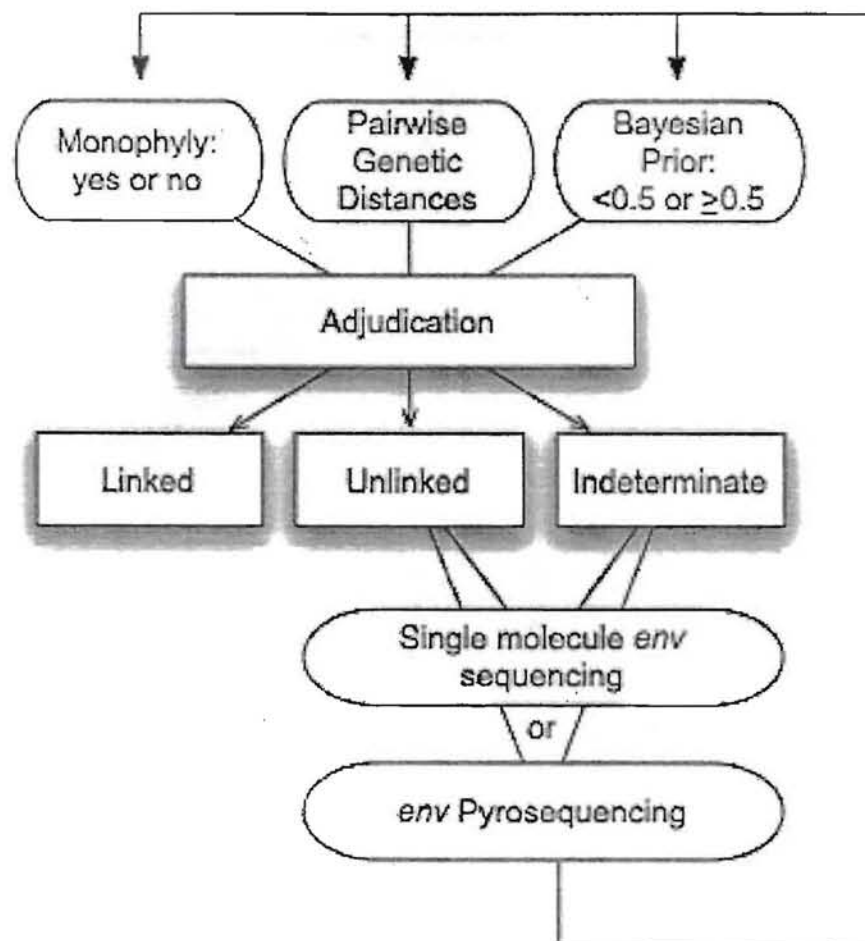 Monophyly:
yes or no
Pairwise
Genetic
Distances
Bayesian
Prior:
<0.5 or ≥0.5
Adjudication
Linked
Unlinked
Indeterminate
Single molecule env
sequencing
or
env Pyrosequencing